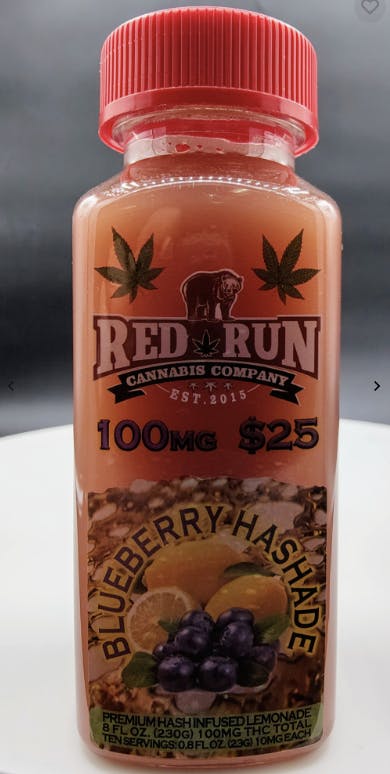 RED RUN
CANNABIS COMPANY
EST. 2015
100MG $25
BLUEBERRY HASHADE
PREMIUM HASH INFUSED LEMONADE
8 FL OZ. (230G) 100MG THC TOTAL
TEN SERVINGS: 0.8 FL OZ. (23G) 10MG EACH